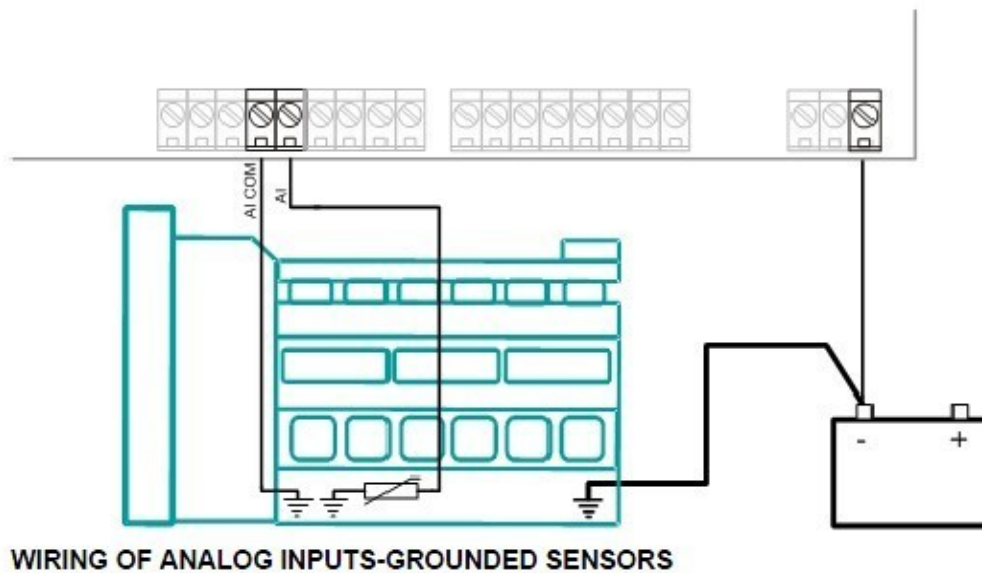 AI COM
AI
- +
WIRING OF ANALOG INPUTS-GROUNDED SENSORS